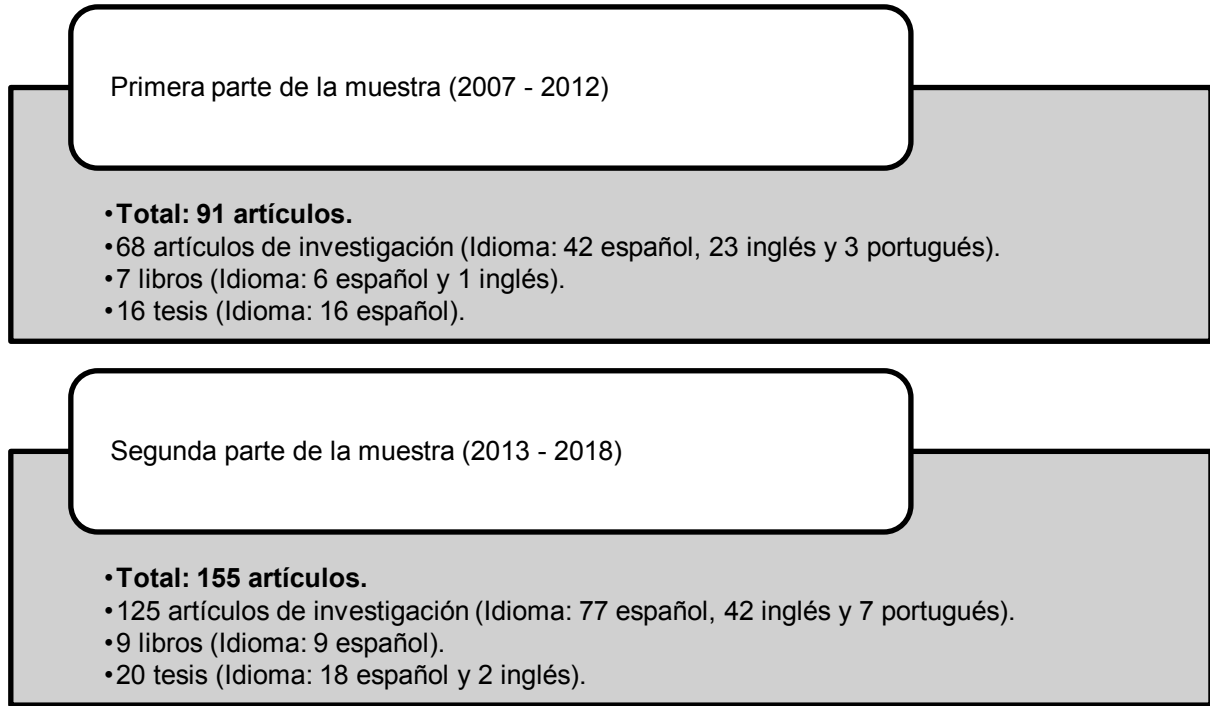 Primera parte de la muestra (2007 - 2012)
•Total: 91 artículos.
•68 artículos de investigación (Idioma: 42 español, 23 inglés y 3 portugués).
•7 libros (Idioma: 6 español y 1 inglés).
•16 tesis (Idioma: 16 español).
Segunda parte de la muestra (2013 - 2018)
•Total: 155 artículos.
•125 artículos de investigación (Idioma: 77 español, 42 inglés y 7 portugués).
•9 libros (Idioma: 9 español).
•20 tesis (Idioma: 18 español y 2 inglés).